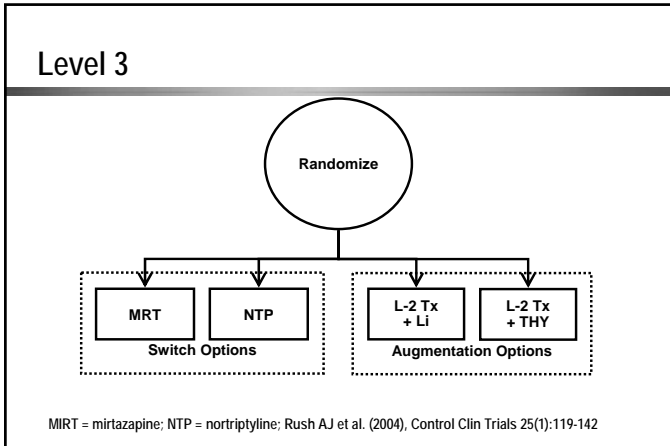 Level 3
Randomize
MRT
NTP
L-2 Tx
+ Li
L-2 Tx
+ THY
Switch Options
Augmentation Options
MIRT = mirtazapine; NTP = nortriptyline; Rush AJ et al. (2004), Control Clin Trials 25(1):119-142